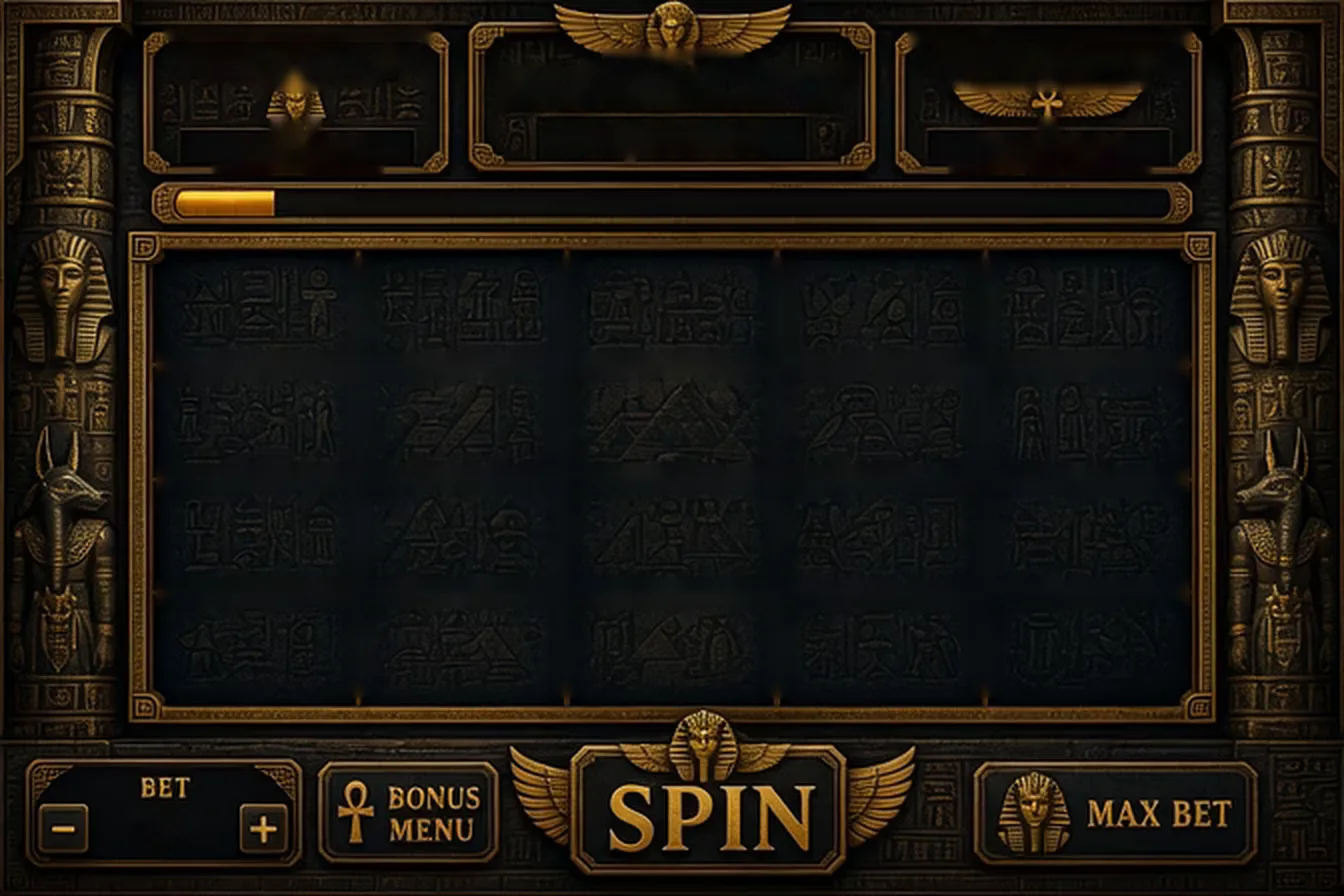 BET
−
+
BONUS
MENU
SPIN
MAX BET